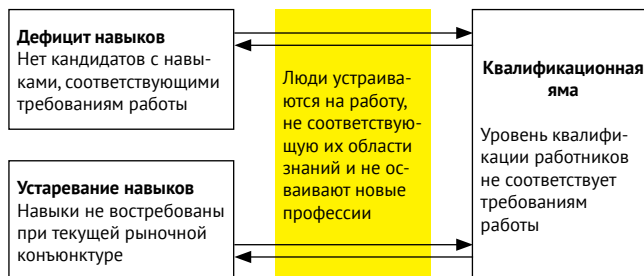 Дефицит навыков
Нет кандидатов с навы-
ками, соответствующими
требованиям работы
Устаревание навыков
Навыки не востребованы
при текущей рыночной
конъюнктуре
Люди устраива-
ются на работу,
не соответствую-
щую их области
знаний и не ос-
ваивают новые
профессии
Квалификационная
яма
Уровень квалифи-
кации работников
не соответствует
требованиям
работы